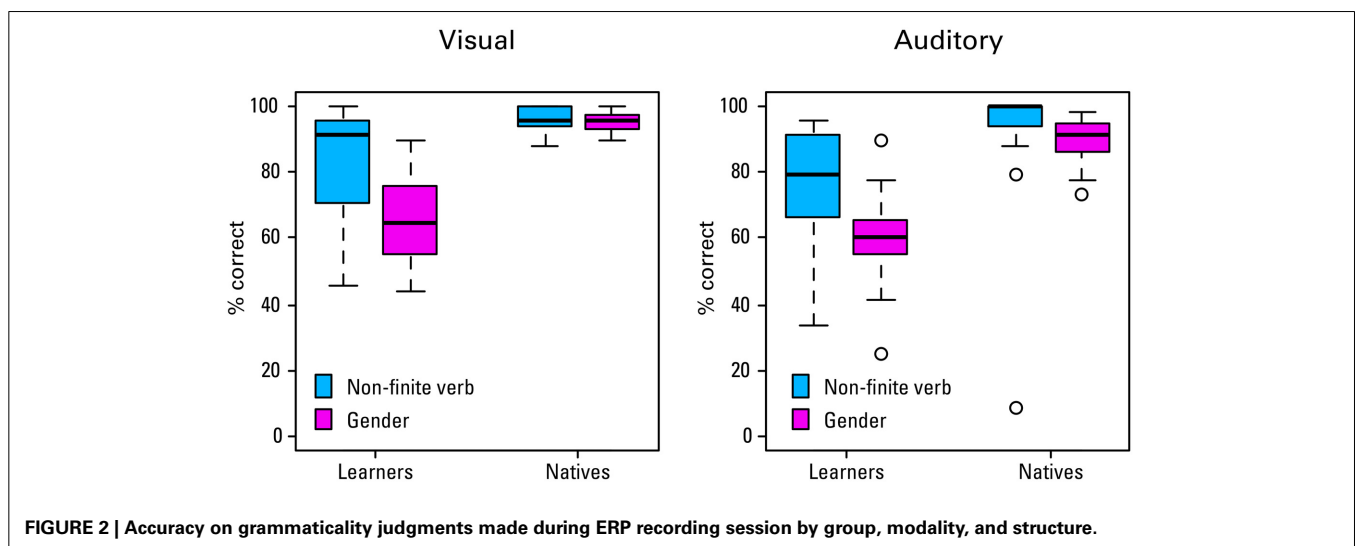 Visual
100
80
60
40
20
0
% correct
Non-finite verb
Gender
Learners Natives
Auditory
100
80
60
40
20
0
% correct
Non-finite verb
Gender
Learners Natives
FIGURE 2 | Accuracy on grammaticality judgments made during ERP recording session by group, modality, and structure.